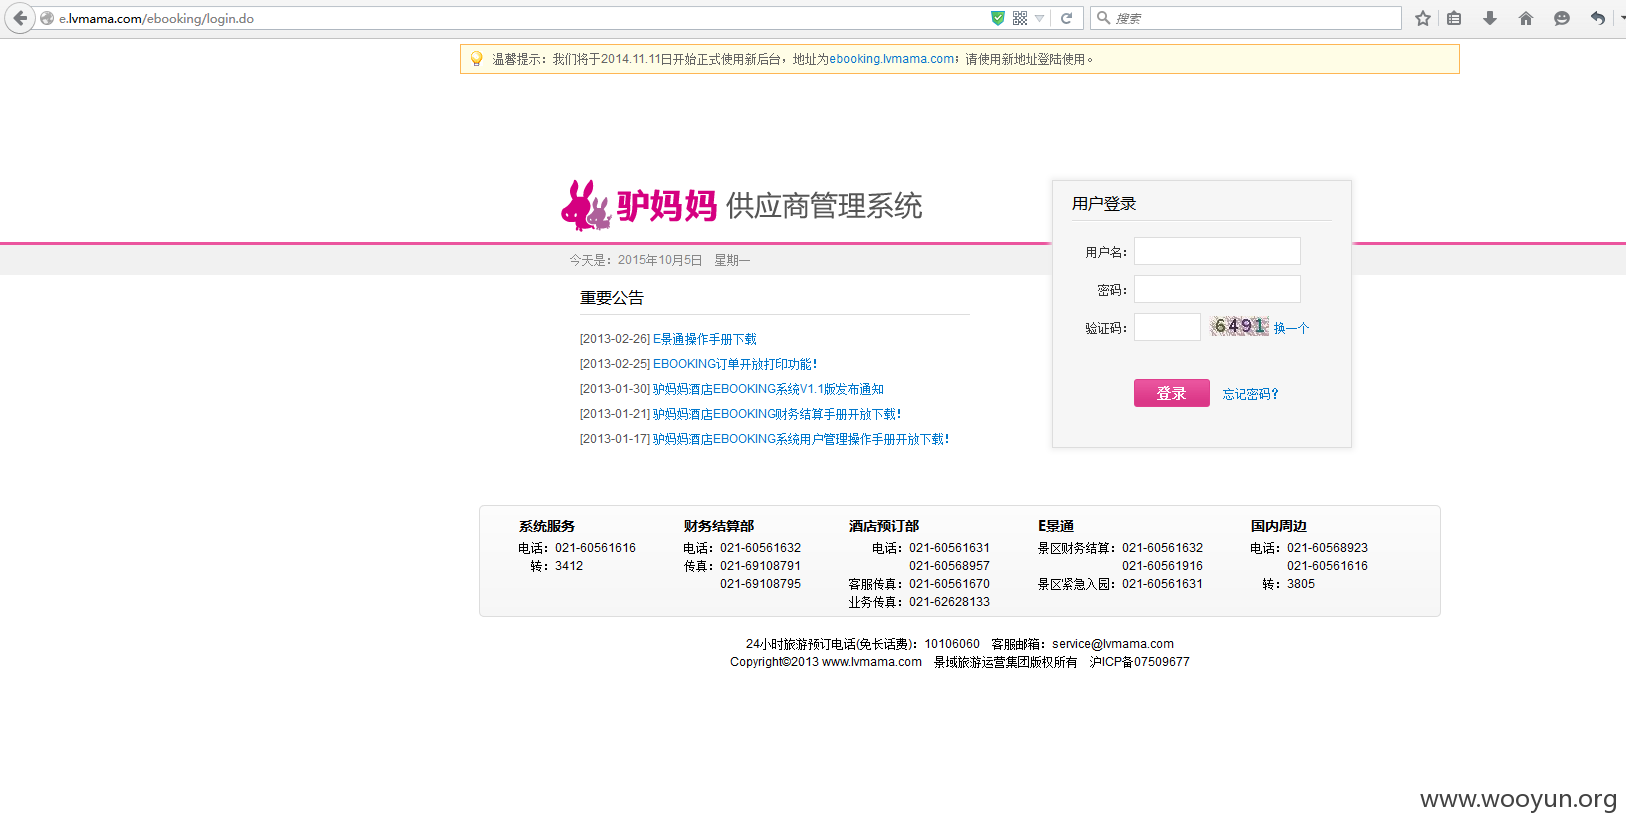 e.lvmama.com/ebooking/login.do
搜索
温馨提示：我们将于2014.11.11日开始正式使用新后台，地址为ebooking.lvmama.com；请使用新地址登陆使用。
驴妈妈 供应商管理系统
今天是：2015年10月5日 星期一
用户登录
用户名：
密码：
验证码： 6491 换一个
登录 忘记密码？
重要公告
[2013-02-26] E景通操作手册下载
[2013-02-25] EBOOKING订单开放打印功能！
[2013-01-30] 驴妈妈酒店EBOOKING系统V1.1版发布通知
[2013-01-21] 驴妈妈酒店EBOOKING财务结算手册开放下载！
[2013-01-17] 驴妈妈酒店EBOOKING系统用户管理操作手册开放下载！
系统服务
电话：021-60561616
转：3412
财务结算部
电话：021-60561632
传真：021-69108791
021-69108795
酒店预订部
电话：021-60561631
021-60568957
客服传真：021-60561670
业务传真：021-62628133
E景通
景区财务结算：021-60561632
021-60561916
景区紧急入园：021-60561631
国内周边
电话：021-60568923
021-60561616
转：3805
24小时旅游预订电话(免长话费)：10106060 客服邮箱：service@lvmama.com
Copyright©2013 www.lvmama.com 景域旅游运营集团版权所有 沪ICP备07509677
www.wooyun.org